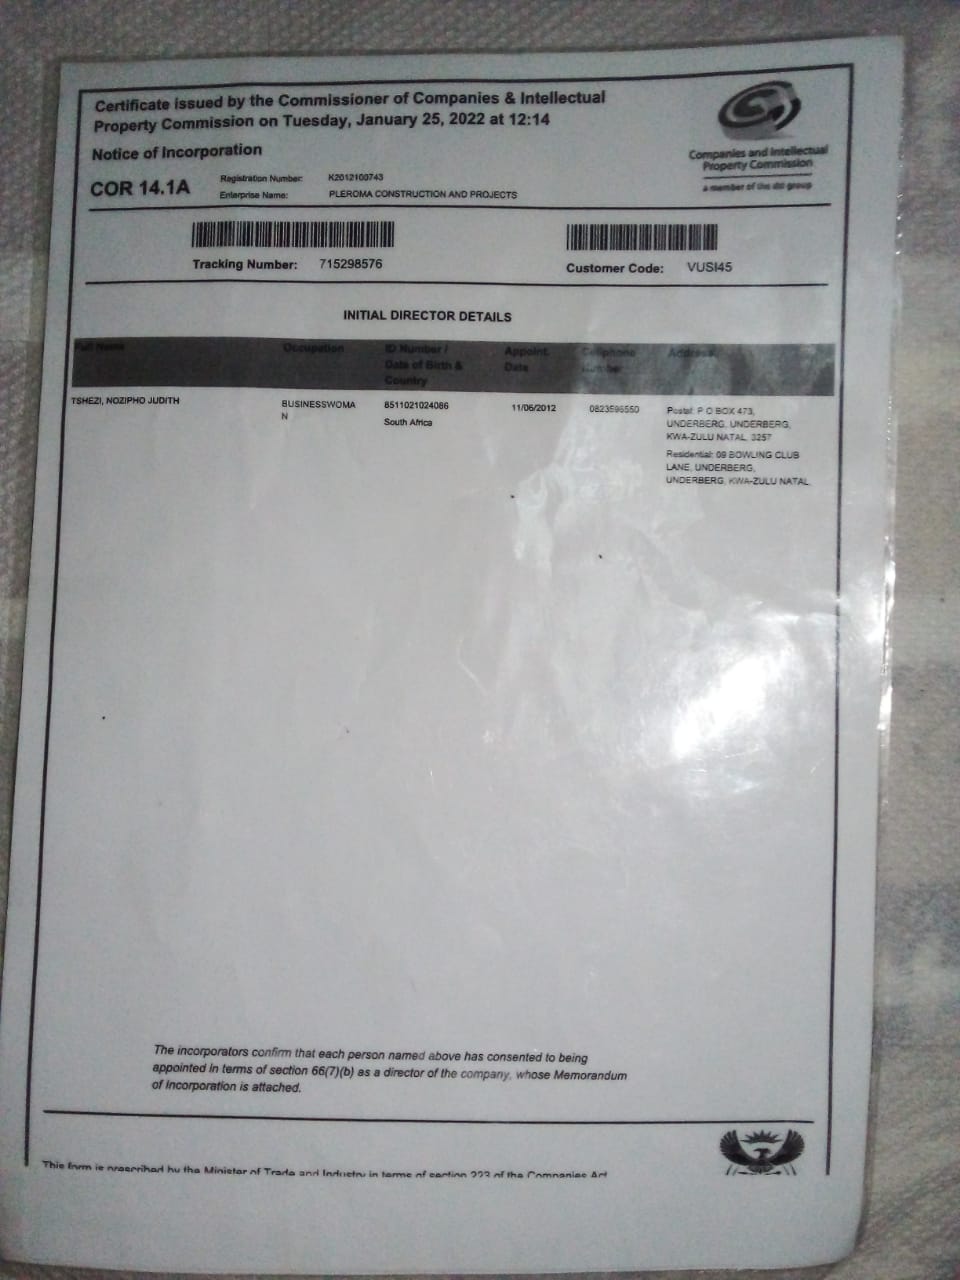 Certificate issued by the Commissioner of Companies & Intellectual
Property Commission on Tuesday, January 25, 2022 at 12:14
Notice of Incorporation
COR 14.1A
Registration Number: K2012100743
Enterprise Name: PLEROMA CONSTRUCTION AND PROJECTS
Companies and Intellectual
Property Commission
a member of the dti group
Tracking Number: 715298576
Customer Code: VUSI45
INITIAL DIRECTOR DETAILS
Full Name
Occupation
ID Number /
Date of Birth &
Country
Appoint.
Date
Cellphone
Number
Address
TSHEZI, NOZIPHO JUDITH
BUSINESSWOMA
N
8511021024086
South Africa
11/06/2012
0823596550
Postal: P O BOX 473,
UNDERBERG, UNDERBERG,
KWA-ZULU NATAL, 3257
Residential: 09 BOWLING CLUB
LANE, UNDERBERG,
UNDERBERG, KWA-ZULU NATAL,
The incorporators confirm that each person named above has consented to being
appointed in terms of section 66(7)(b) as a director of the company, whose Memorandum
of Incorporation is attached.
This form is prescribed by the Minister of Trade and Industry in terms of section 223 of the Companies Act